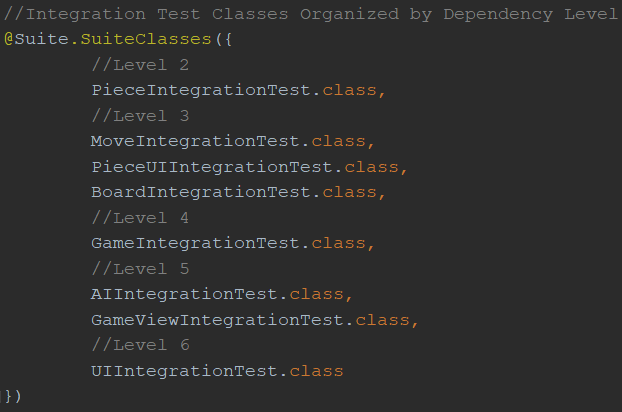 //Integration Test Classes Organized by Dependency Level
@Suite.SuiteClasses({
//Level 2
PieceIntegrationTest.class,
//Level 3
MoveIntegrationTest.class,
PieceUIIntegrationTest.class,
BoardIntegrationTest.class,
//Level 4
GameIntegrationTest.class,
//Level 5
AIIntegrationTest.class,
GameViewIntegrationTest.class,
//Level 6
UIIntegrationTest.class
})